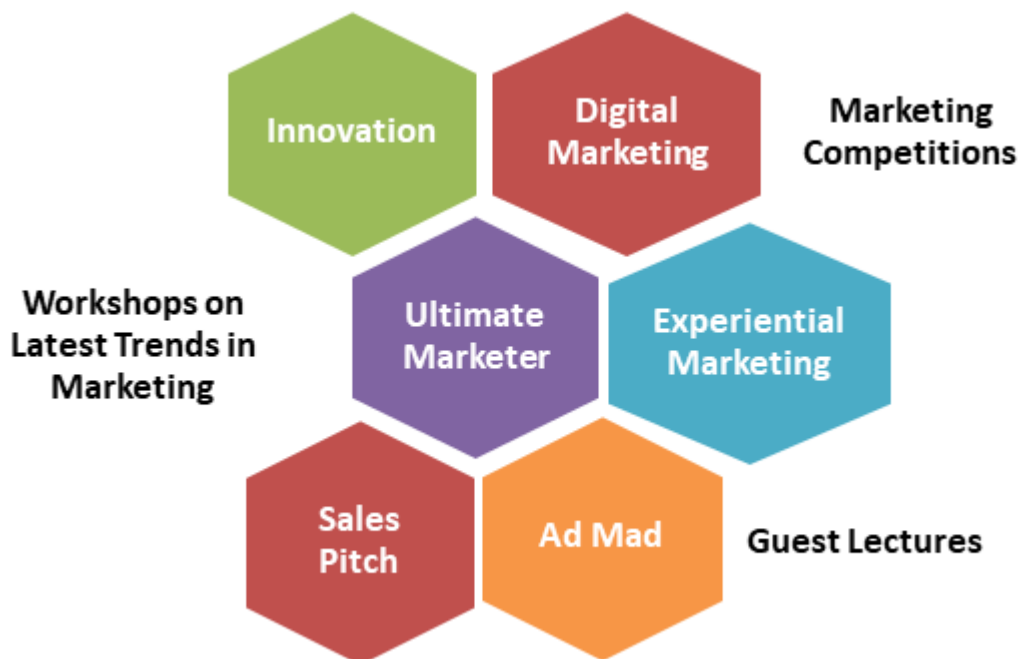 Innovation
Digital
Marketing
Marketing
Competitions
Workshops on
Latest Trends in
Marketing
Ultimate
Marketer
Experiential
Marketing
Sales
Pitch
Ad Mad
Guest Lectures